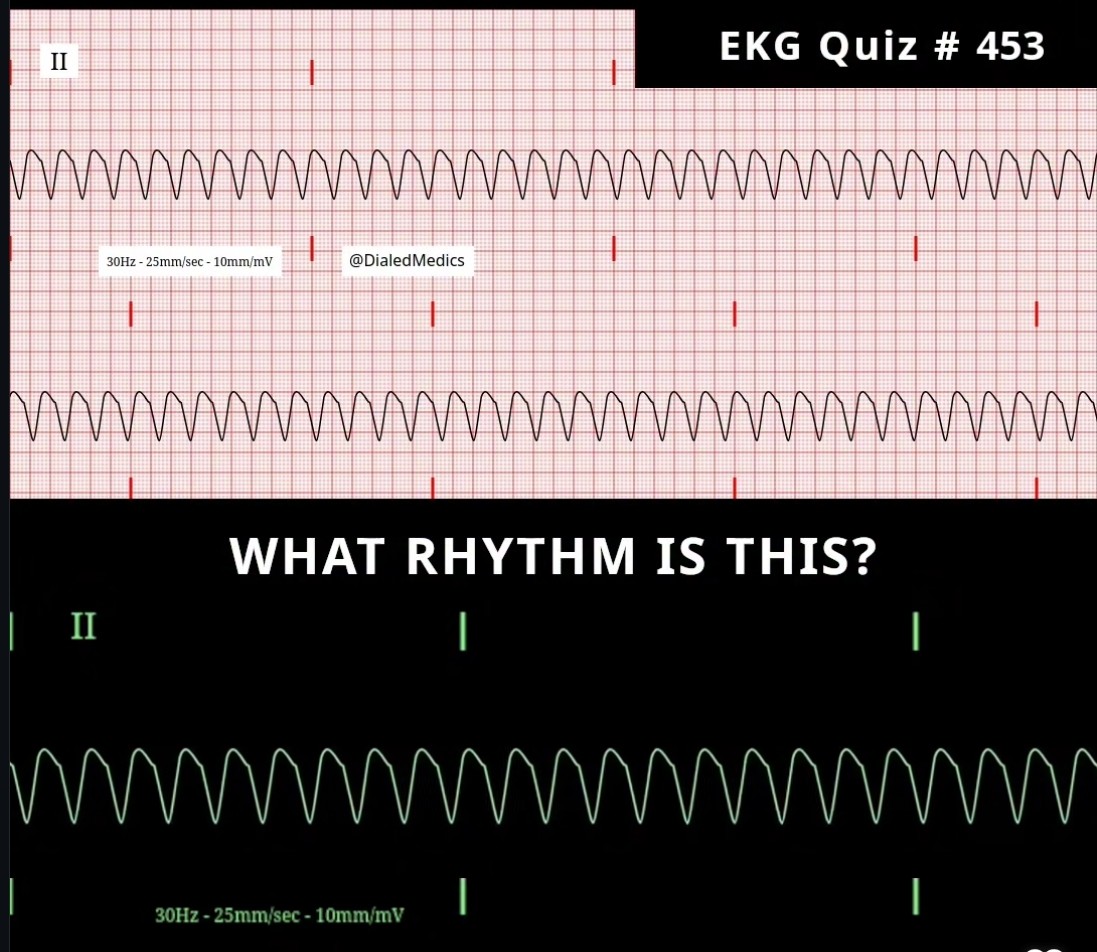 EKG Quiz # 453
II
30Hz - 25mm/sec - 10mm/mV
@DialedMedics
WHAT RHYTHM IS THIS?
II
30Hz - 25mm/sec - 10mm/mV